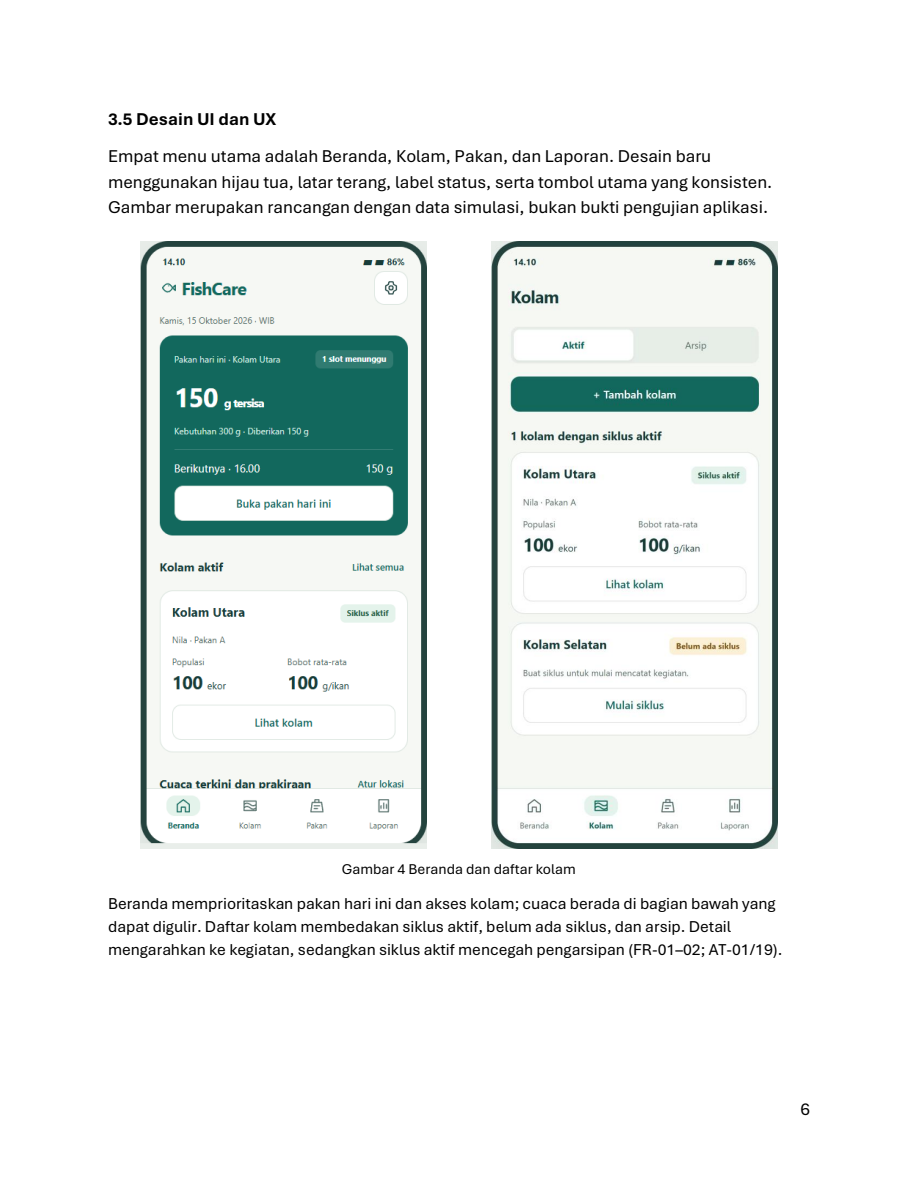 3.5 Desain UI dan UX
Empat menu utama adalah Beranda, Kolam, Pakan, dan Laporan. Desain baru
menggunakan hijau tua, latar terang, label status, serta tombol utama yang konsisten.
Gambar merupakan rancangan dengan data simulasi, bukan bukti pengujian aplikasi.
14.10
86%
FishCare
Kamis, 15 Oktober 2026 · WIB
Pakan hari ini · Kolam Utara
1 slot menunggu
150 g tersisa
Kebutuhan 300 g · Diberikan 150 g
Berikutnya · 16.00
150 g
Buka pakan hari ini
Kolam aktif
Lihat semua
Kolam Utara
Siklus aktif
Nila · Pakan A
Populasi
Bobot rata-rata
100 ekor
100 g/ikan
Lihat kolam
Cuaca terkini dan prakiraan
Atur lokasi
Beranda
Kolam
Pakan
Laporan
14.10
86%
Kolam
Aktif
Arsip
+ Tambah kolam
1 kolam dengan siklus aktif
Kolam Utara
Siklus aktif
Nila · Pakan A
Populasi
Bobot rata-rata
100 ekor
100 g/ikan
Lihat kolam
Kolam Selatan
Belum ada siklus
Buat siklus untuk mulai mencatat kegiatan.
Mulai siklus
Beranda
Kolam
Pakan
Laporan
Gambar 4 Beranda dan daftar kolam
Beranda memprioritaskan pakan hari ini dan akses kolam; cuaca berada di bagian bawah yang
dapat digulir. Daftar kolam membedakan siklus aktif, belum ada siklus, dan arsip. Detail
mengarahkan ke kegiatan, sedangkan siklus aktif mencegah pengarsipan (FR-01–02; AT-01/19).
6